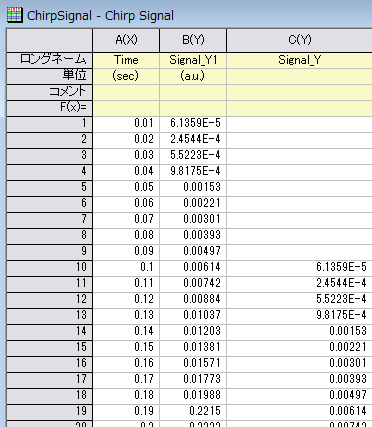 ChirpSignal - Chirp Signal
A(X) B(Y) C(Y)
ロングネーム Time Signal_Y1 Signal_Y
単位 (sec) (a.u.)
コメント
F(x)=
1 0.01 6.1359E-5
2 0.02 2.4544E-4
3 0.03 5.5223E-4
4 0.04 9.8175E-4
5 0.05 0.00153
6 0.06 0.00221
7 0.07 0.00301
8 0.08 0.00393
9 0.09 0.00497
10 0.1 0.00614 6.1359E-5
11 0.11 0.00742 2.4544E-4
12 0.12 0.00884 5.5223E-4
13 0.13 0.01037 9.8175E-4
14 0.14 0.01203 0.00153
15 0.15 0.01381 0.00221
16 0.16 0.01571 0.00301
17 0.17 0.01773 0.00393
18 0.18 0.01988 0.00497
19 0.19 0.2215 0.00614